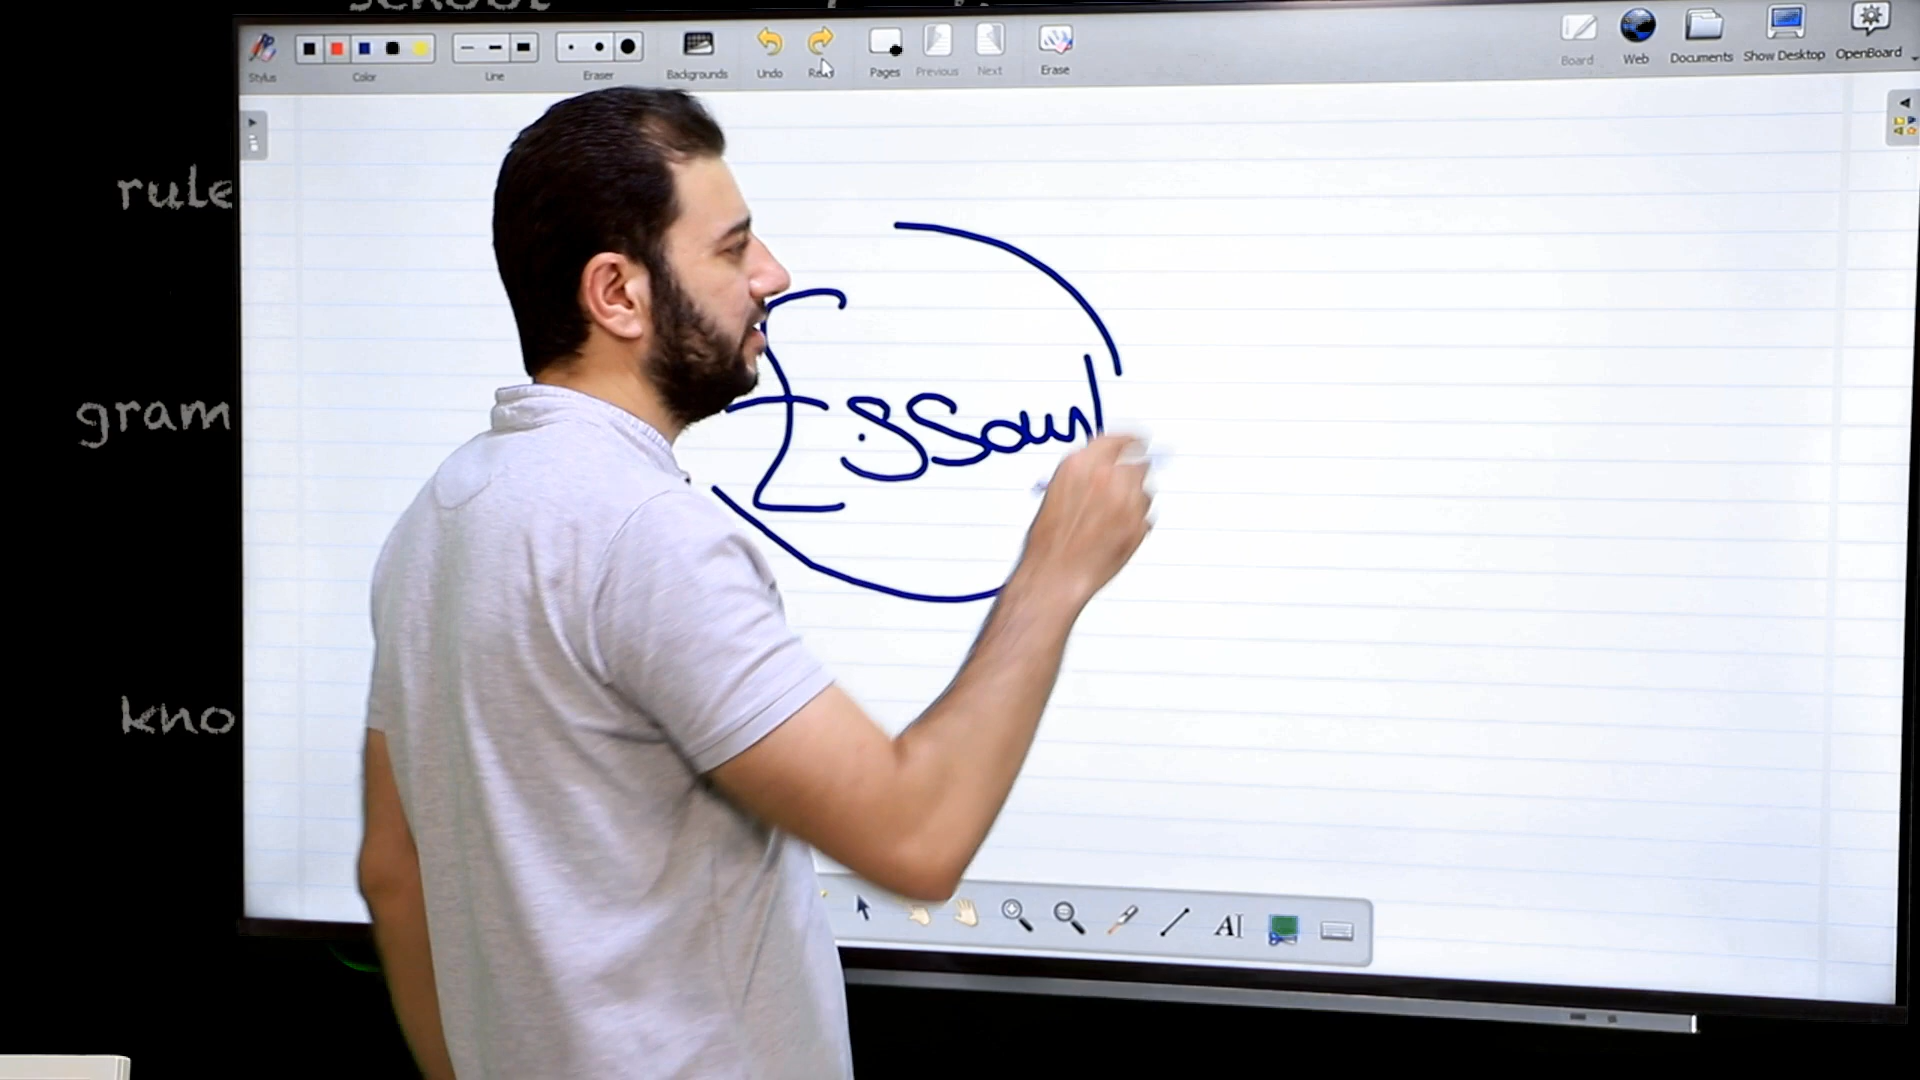 Stylus
Color
Line
Eraser
Backgrounds
Undo
Pages
Previous
Next
Erase
Board
Web
Documents
Show Desktop
OpenBoard
rule
gram
kno
AI